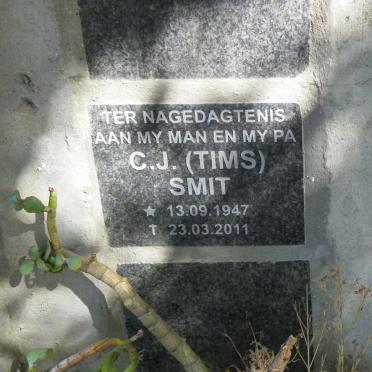 TER NAGEDAGTENIS
AAN MY MAN EN MY PA
C.J. (TIMS)
SMIT
★ 13.09.1947
† 23.03.2011